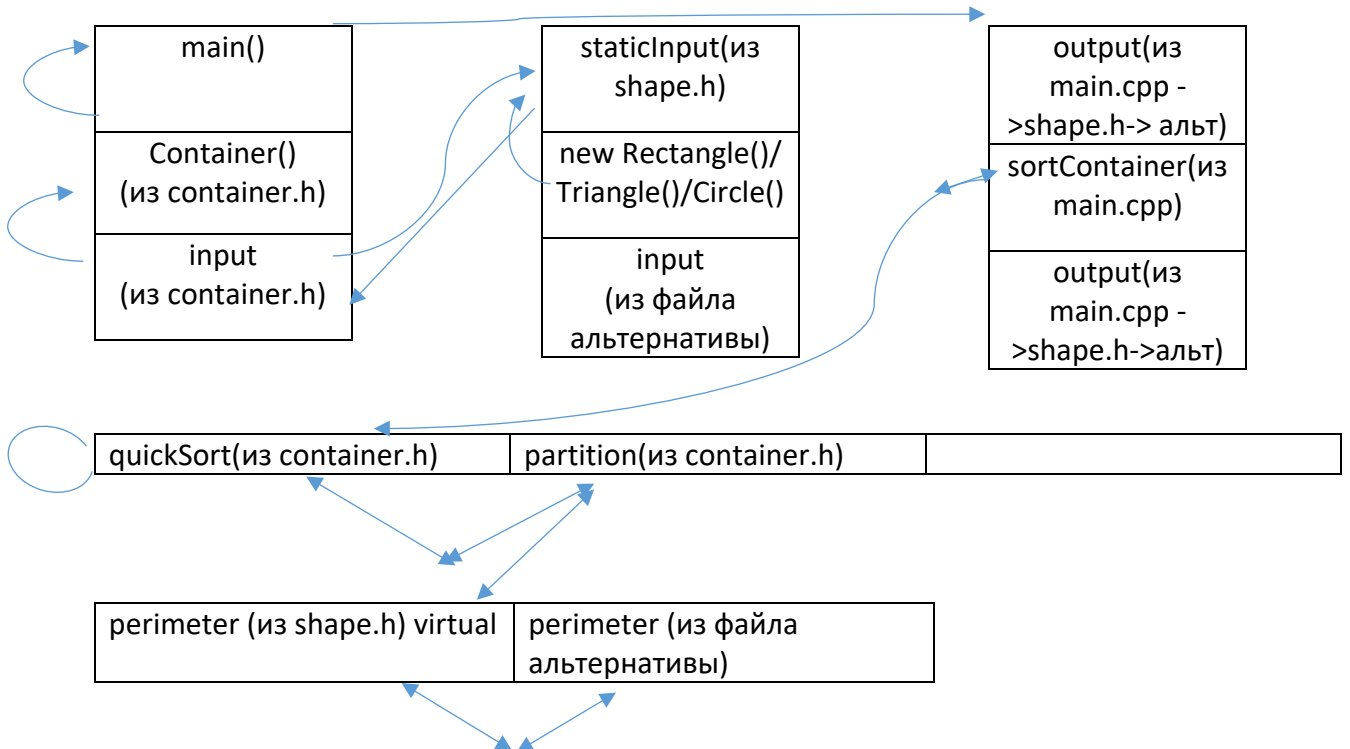 main()
Container()
(из container.h)
input
(из container.h)
staticInput(из
shape.h)
new Rectangle()/
Triangle()/Circle()
input
(из файла
альтернативы)
output(из
main.cpp -
>shape.h-> альт)
sortContainer(из
main.cpp)
output(из
main.cpp -
>shape.h->альт)
quickSort(из container.h)
partition(из container.h)
perimeter (из shape.h) virtual
perimeter (из файла
альтернативы)